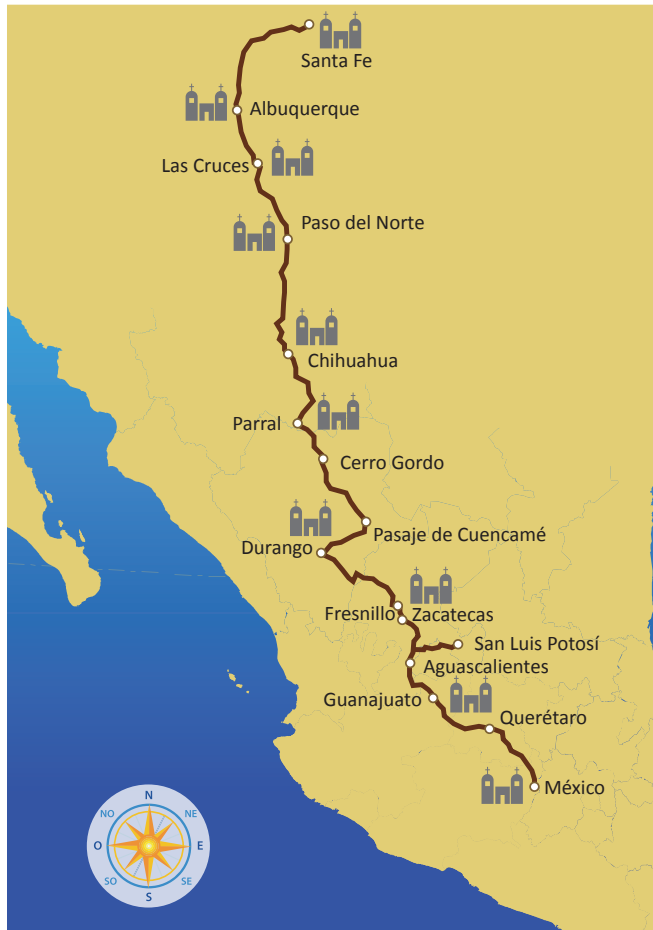 Santa Fe
Albuquerque
Las Cruces
Paso del Norte
Chihuahua
Parral
Cerro Gordo
Pasaje de Cuencamé
Durango
Fresnillo
Zacatecas
San Luis Potosí
Aguascalientes
Guanajuato
Querétaro
México
N
NO
NE
O
E
SO
SE
S